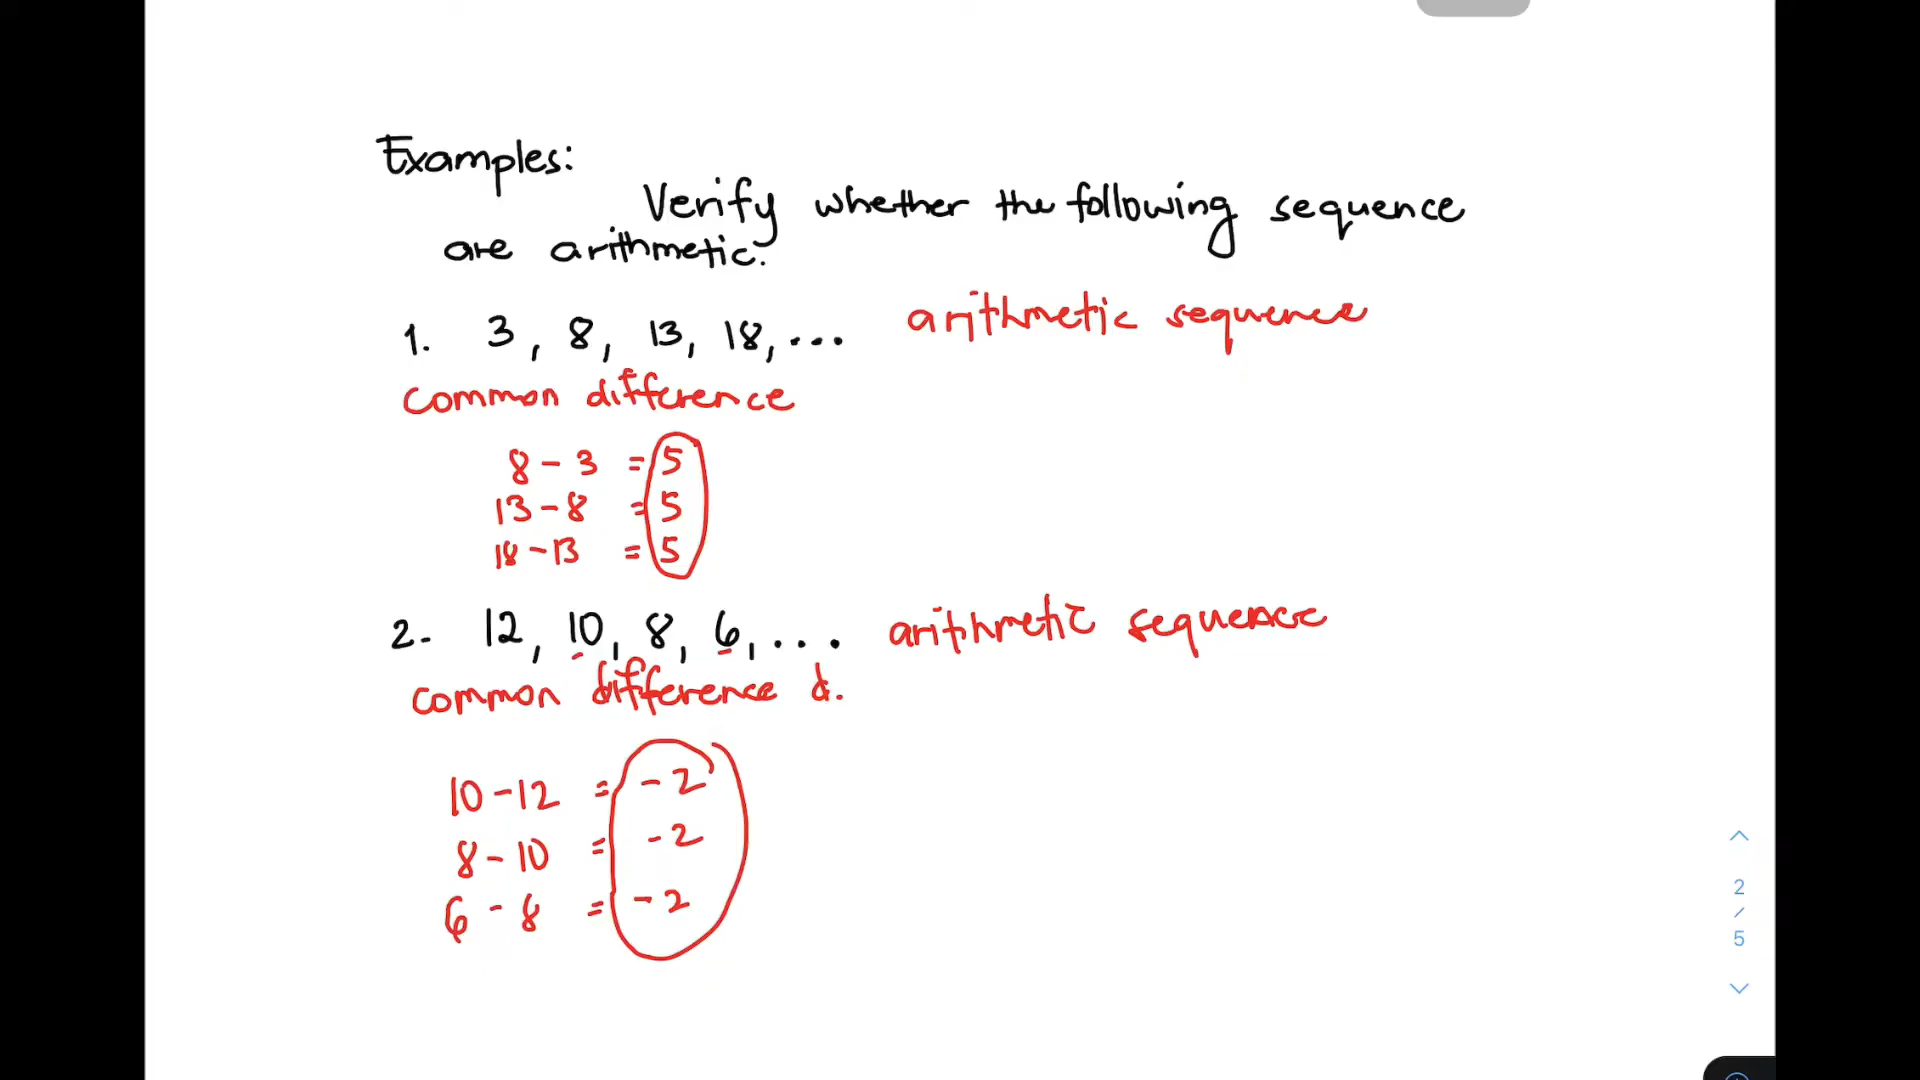 Examples:
Verify whether the following sequence
are arithmetic.
1. 3, 8, 13, 18, ... arithmetic sequence
common difference
8 - 3 = 5
13 - 8 = 5
18 - 13 = 5
2. 12, 10, 8, 6, ... arithmetic sequence
common difference d.
10 - 12 = -2
8 - 10 = -2
6 - 8 = -2
2
/
5